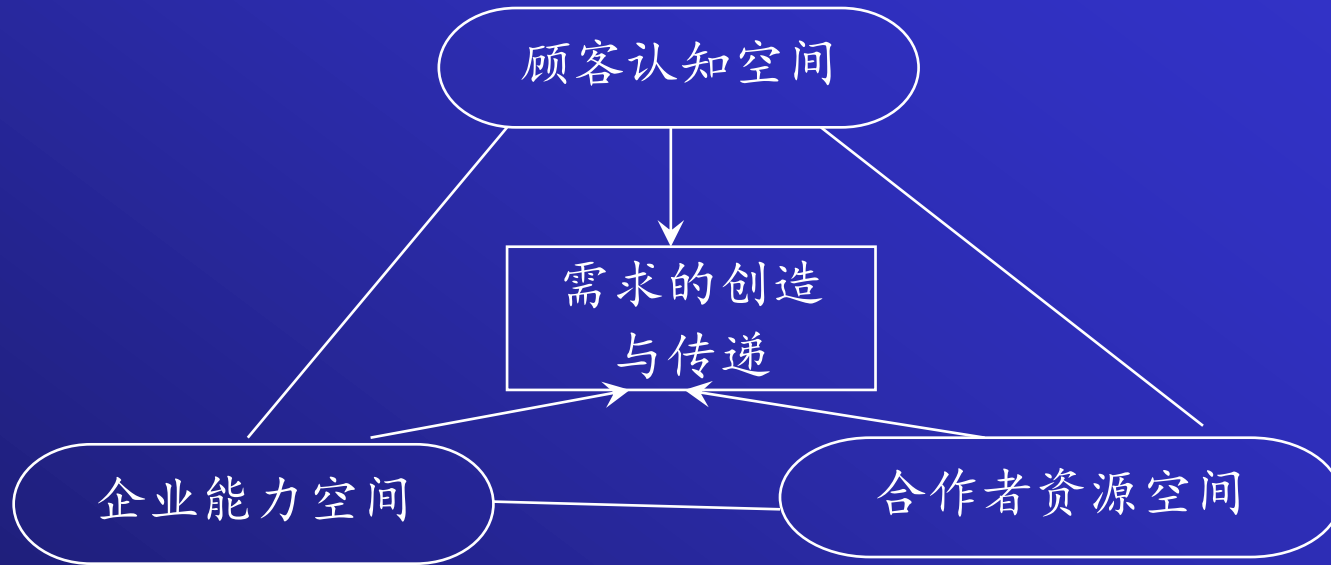 顾客认知空间
需求的创造
与传递
企业能力空间
合作者资源空间